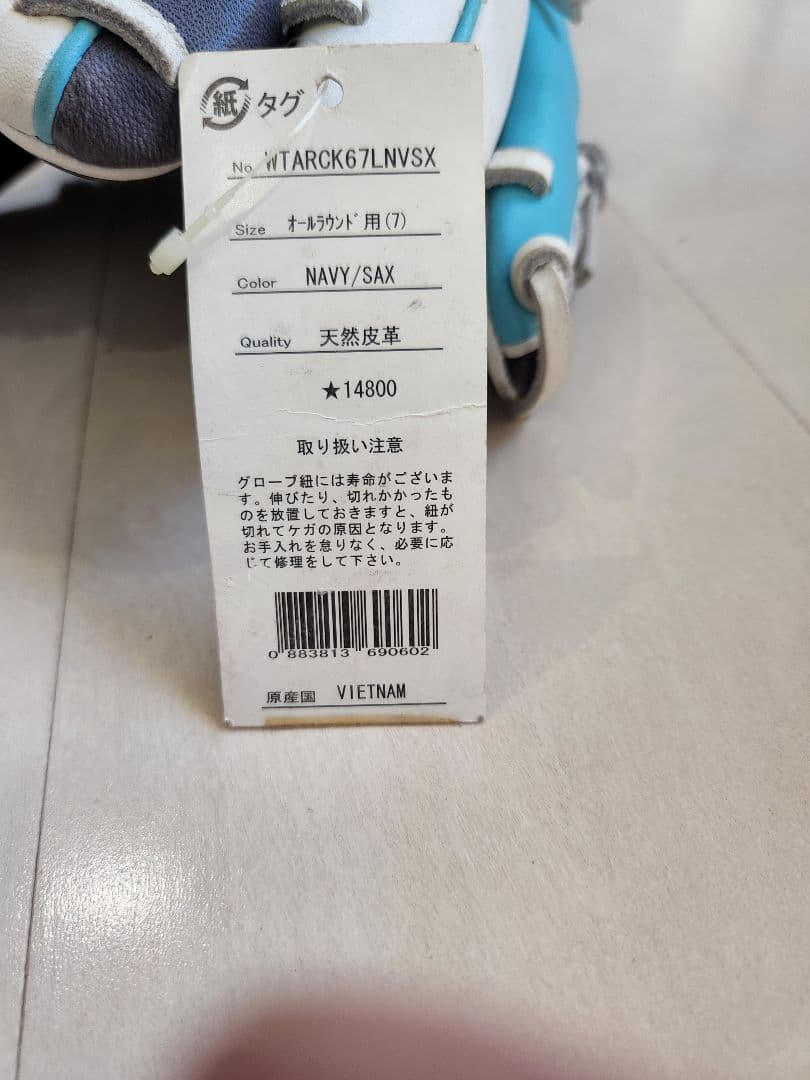 紙 タグ
No. WTARCK67LNVSX
Size ｵｰﾙﾗｳﾝﾄﾞ用(7)
Color NAVY/SAX
Quality 天然皮革
★14800
取り扱い注意
グローブ紐には寿命がございま
す。伸びたり、切れかかったも
のを放置しておきますと、紐が
切れてケガの原因となります。
お手入れを怠りなく、必要に応
じて修理をして下さい。
0 883813 690602
原産国 VIETNAM